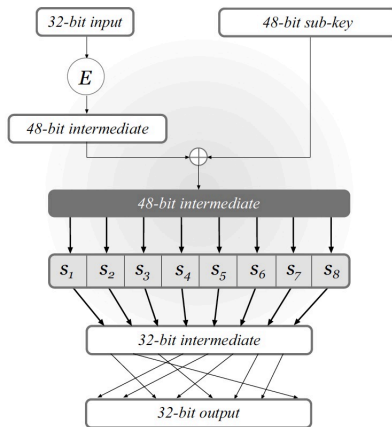 32-bit input
48-bit sub-key
E
48-bit intermediate
48-bit intermediate
S1 S2 S3 S4 S5 S6 S7 S8
32-bit intermediate
32-bit output